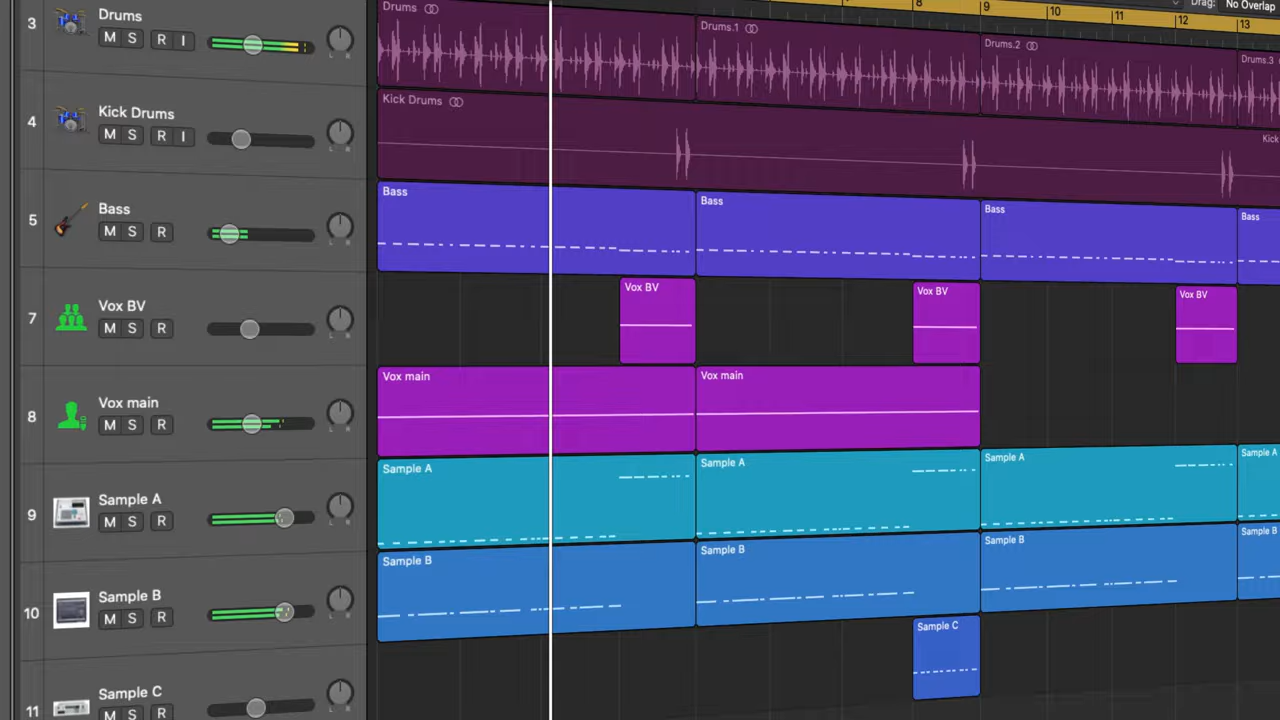 Drag: No Overlap
8 9 10 11 12 13
3 Drums
M S R I
L R
Drums Drums.1 Drums.2 Drums.3
4 Kick Drums
M S R I
L R
Kick Drums Kick
5 Bass
M S R
L R
Bass Bass Bass Bass
7 Vox BV
M S R
L R
Vox BV Vox BV Vox BV
8 Vox main
M S R
L R
Vox main Vox main
9 Sample A
M S R
L R
Sample A Sample A Sample A Sample A
10 Sample B
M S R
L R
Sample B Sample B Sample B Sample B
11 Sample C
M S R
L R
Sample C